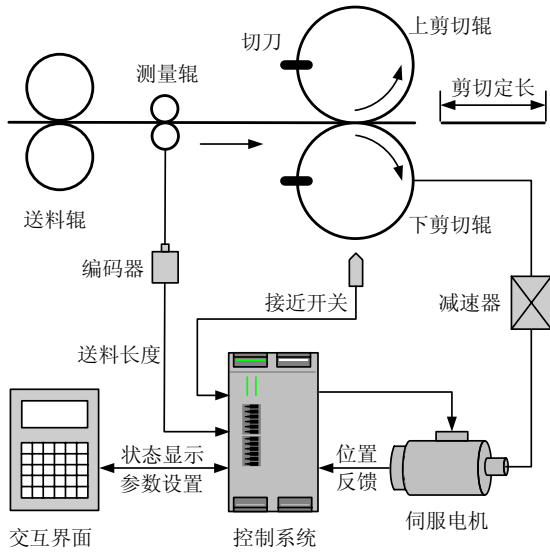 切刀
上剪切辊
测量辊
剪切定长
送料辊
下剪切辊
编码器
接近开关
减速器
送料长度
状态显示
参数设置
位置
反馈
交互界面
控制系统
伺服电机